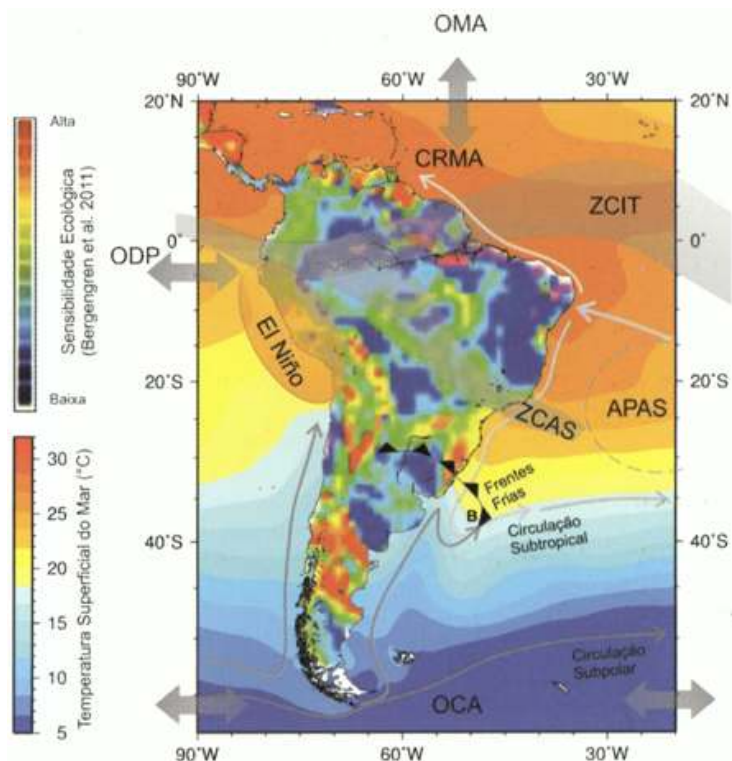 OMA
90°W
60°W
30°W
20°N
20°N
Alta
Sensibilidade Ecológica
(Bergengren et al. 2011)
Baixa
CRMA
ZCIT
0°
0°
ODP
El Niño
20°S
20°S
ZCAS
APAS
30
25
20
15
10
5
Temperatura Superficial do Mar (°C)
Frentes
Frias
B
Circulação
Subtropical
40°S
40°S
Circulação
Subpolar
OCA
90°W
60°W
30°W